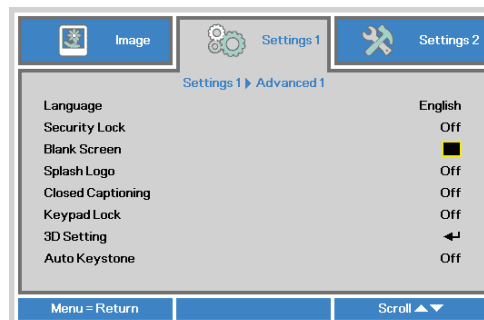 Image Settings 1 Settings 2
Settings 1 Advanced 1
Language English
Security Lock Off
Blank Screen
Splash Logo Off
Closed Captioning Off
Keypad Lock Off
3D Setting
Auto Keystone Off
Menu = Return Scroll